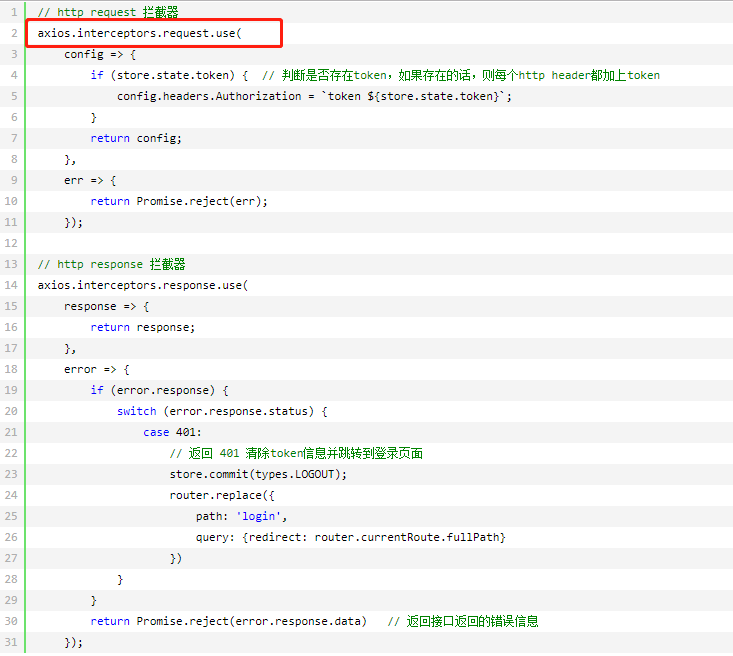 1 // http request 拦截器
2 axios.interceptors.request.use(
3     config => {
4         if (store.state.token) {  // 判断是否存在token，如果存在的话，则每个http header都加上token
5             config.headers.Authorization = `token ${store.state.token}`;
6         }
7         return config;
8     },
9     err => {
10         return Promise.reject(err);
11     });
12
13 // http response 拦截器
14 axios.interceptors.response.use(
15     response => {
16         return response;
17     },
18     error => {
19         if (error.response) {
20             switch (error.response.status) {
21                 case 401:
22                     // 返回 401 清除token信息并跳转到登录页面
23                     store.commit(types.LOGOUT);
24                     router.replace({
25                         path: 'login',
26                         query: {redirect: router.currentRoute.fullPath}
27                     })
28             }
29         }
30         return Promise.reject(error.response.data)   // 返回接口返回的错误信息
31     });